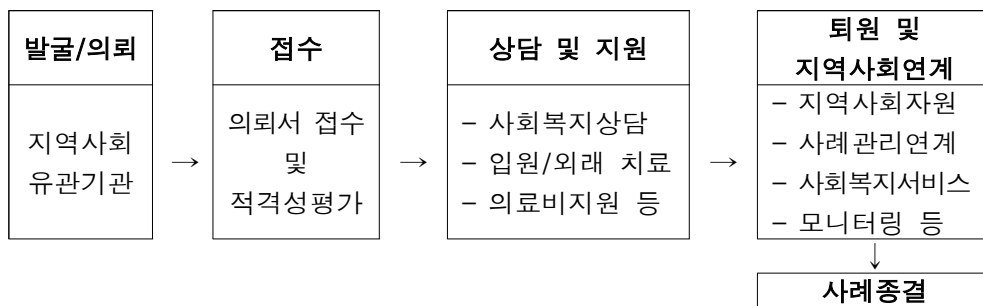 발굴/의뢰
지역사회
유관기관
→
접수
의뢰서 접수
및
적격성평가
→
상담 및 지원
– 사회복지상담
– 입원/외래 치료
– 의료비지원 등
→
퇴원 및
지역사회연계
– 지역사회자원
– 사례관리연계
– 사회복지서비스
– 모니터링 등
↓
사례종결